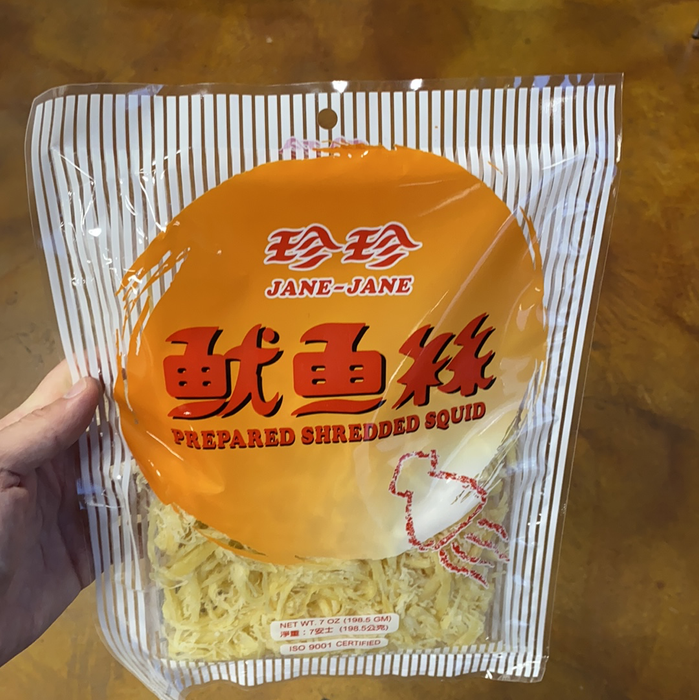 珍珍
JANE-JANE
魷魚絲
PREPARED SHREDDED SQUID
NET WT. 7 OZ (198.5 GM)
淨重：7安士 (198.5公克)
ISO 9001 CERTIFIED